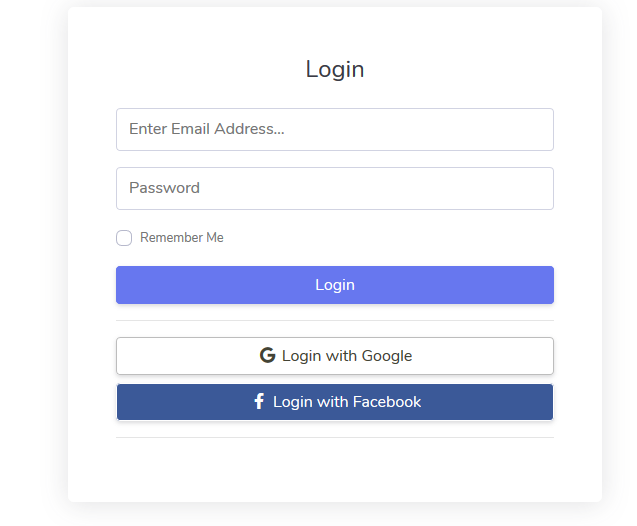 Login
Enter Email Address...
Password
Remember Me
Login
Login with Google
Login with Facebook